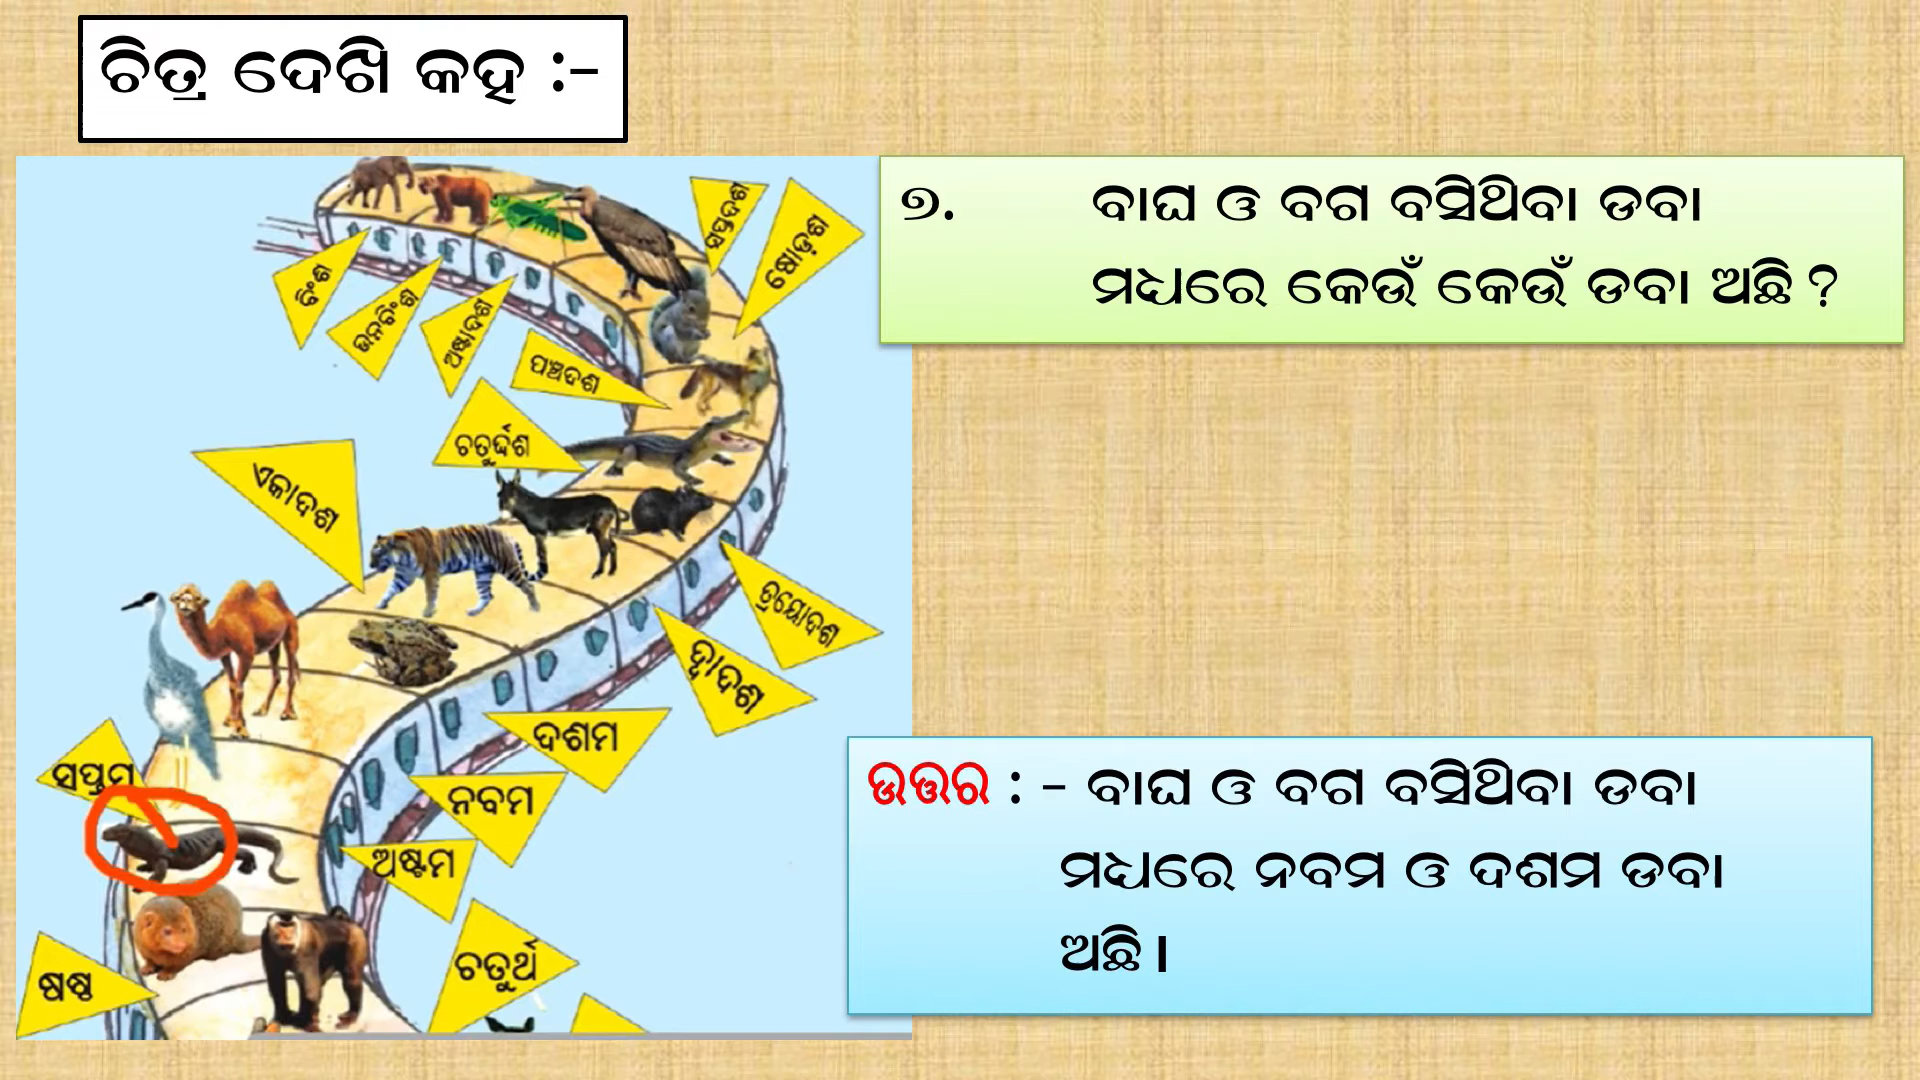 ଚିତ୍ର ଦେଖି କହ :-
୭. ବାଘ ଓ ବଗ ବସିଥିବା ଡବା
ମଧ୍ୟରେ କେଉଁ କେଉଁ ଡବା ଅଛି ?
ସପ୍ତଦଶ
ଷୋଡ଼ଶ
ବିଂଶ
ଊନବିଂଶ
ଅଷ୍ଟାଦଶ
ପଞ୍ଚଦଶ
ଚତୁର୍ଦ୍ଦଶ
ଏକାଦଶ
ତ୍ରୟୋଦଶ
ଦ୍ବାଦଶ
ଦଶମ
ସପ୍ତମ
ନବମ
ଅଷ୍ଟମ
ଚତୁର୍ଥ
ଷଷ୍ଠ
ଉତ୍ତର : - ବାଘ ଓ ବଗ ବସିଥିବା ଡବା
ମଧ୍ୟରେ ନବମ ଓ ଦଶମ ଡବା
ଅଛି ।